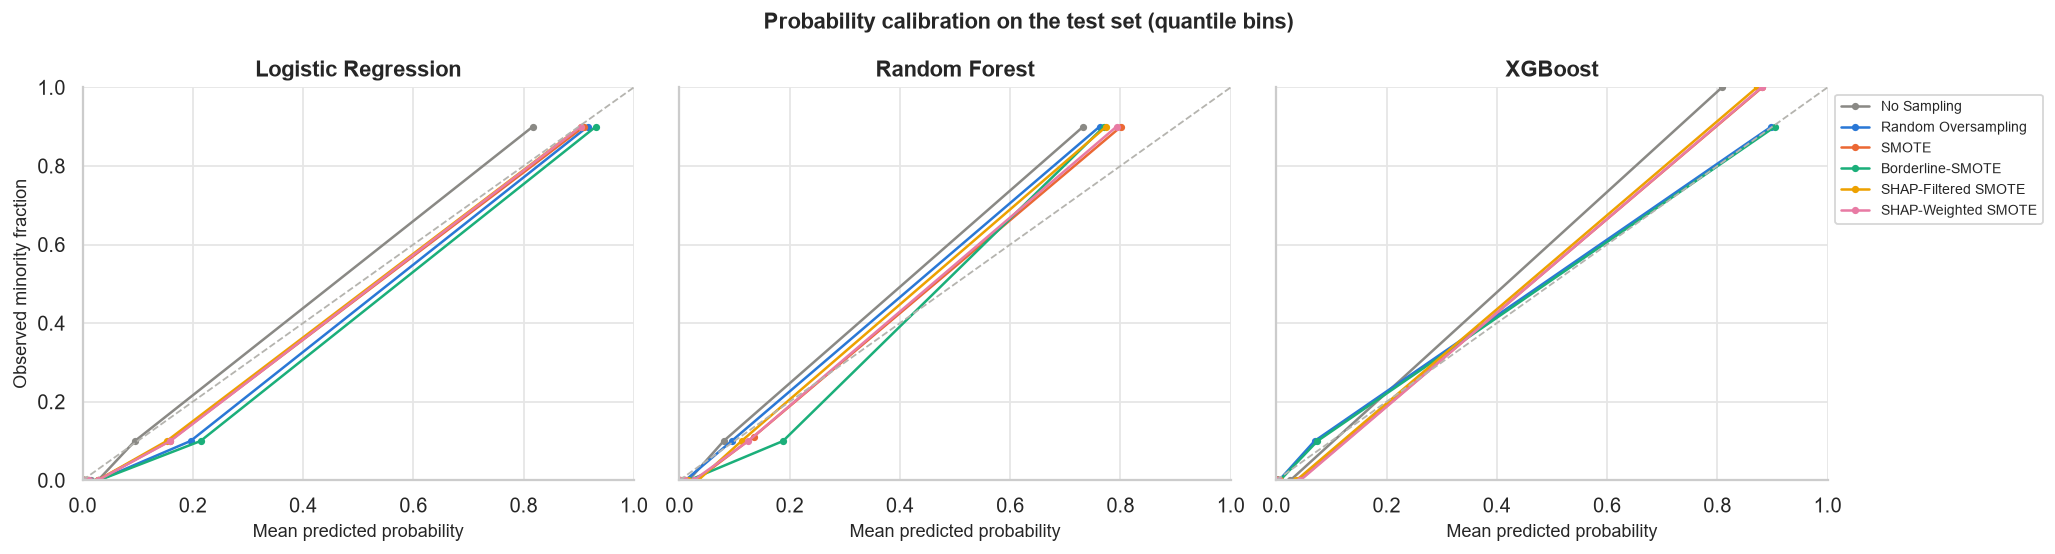 Probability calibration on the test set (quantile bins)
Logistic Regression
Random Forest
XGBoost
1.0
0.8
0.6
0.4
0.2
0.0
Observed minority fraction
0.0 0.2 0.4 0.6 0.8 1.0
0.0 0.2 0.4 0.6 0.8 1.0
0.0 0.2 0.4 0.6 0.8 1.0
Mean predicted probability
Mean predicted probability
Mean predicted probability
No Sampling
Random Oversampling
SMOTE
Borderline-SMOTE
SHAP-Filtered SMOTE
SHAP-Weighted SMOTE